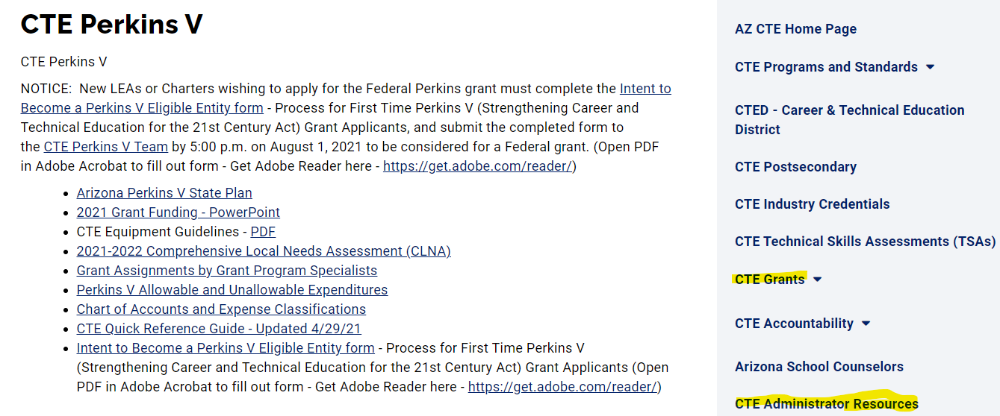 CTE Perkins V
CTE Perkins V
NOTICE:  New LEAs or Charters wishing to apply for the Federal Perkins grant must complete the Intent to
Become a Perkins V Eligible Entity form - Process for First Time Perkins V (Strengthening Career and
Technical Education for the 21st Century Act) Grant Applicants, and submit the completed form to
the CTE Perkins V Team by 5:00 p.m. on August 1, 2021 to be considered for a Federal grant. (Open PDF
in Adobe Acrobat to fill out form - Get Adobe Reader here - https://get.adobe.com/reader/)
• Arizona Perkins V State Plan
• 2021 Grant Funding - PowerPoint
• CTE Equipment Guidelines - PDF
• 2021-2022 Comprehensive Local Needs Assessment (CLNA)
• Grant Assignments by Grant Program Specialists
• Perkins V Allowable and Unallowable Expenditures
• Chart of Accounts and Expense Classifications
• CTE Quick Reference Guide - Updated 4/29/21
• Intent to Become a Perkins V Eligible Entity form - Process for First Time Perkins V
(Strengthening Career and Technical Education for the 21st Century Act) Grant Applicants (Open
PDF in Adobe Acrobat to fill out form - Get Adobe Reader here - https://get.adobe.com/reader/)
AZ CTE Home Page
CTE Programs and Standards
CTED - Career & Technical Education
District
CTE Postsecondary
CTE Industry Credentials
CTE Technical Skills Assessments (TSAs)
CTE Grants
CTE Accountability
Arizona School Counselors
CTE Administrator Resources